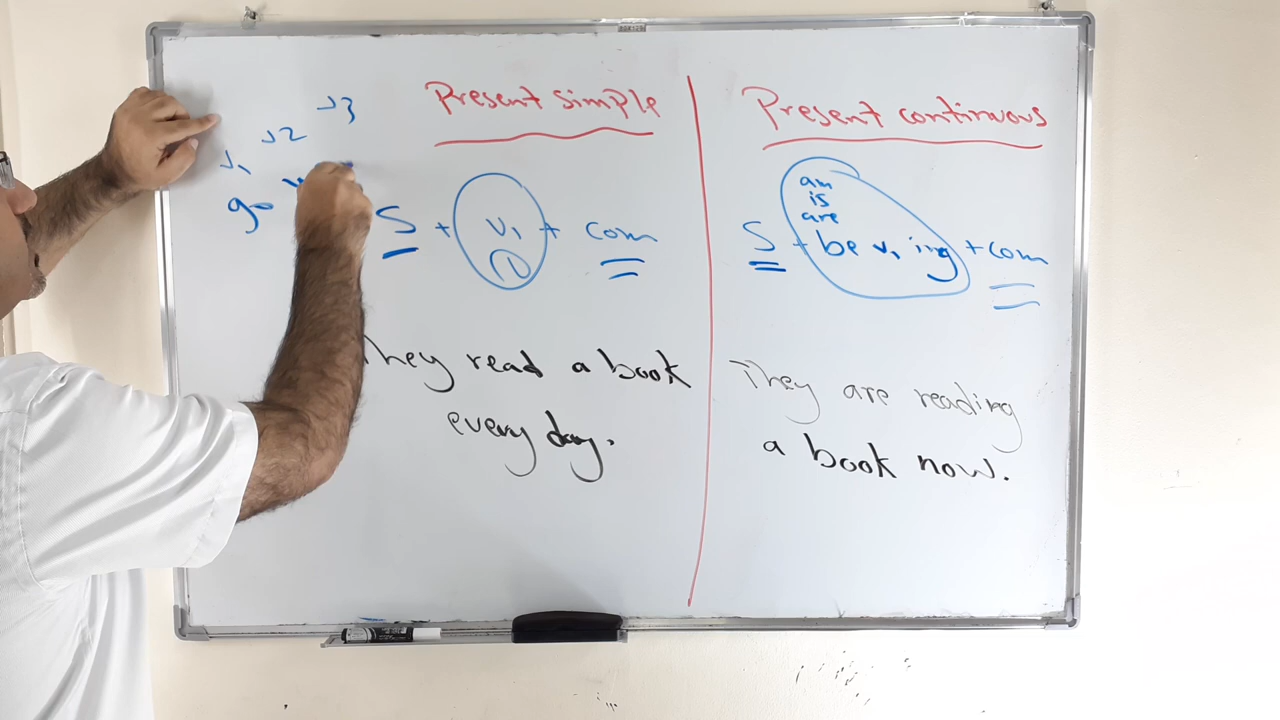 v1 v2 v3
go
Present simple
S + v1 + com
①
They read a book
every day.
Present continuous
am
is
are
S + be v1 ing + com
They are reading
a book now.